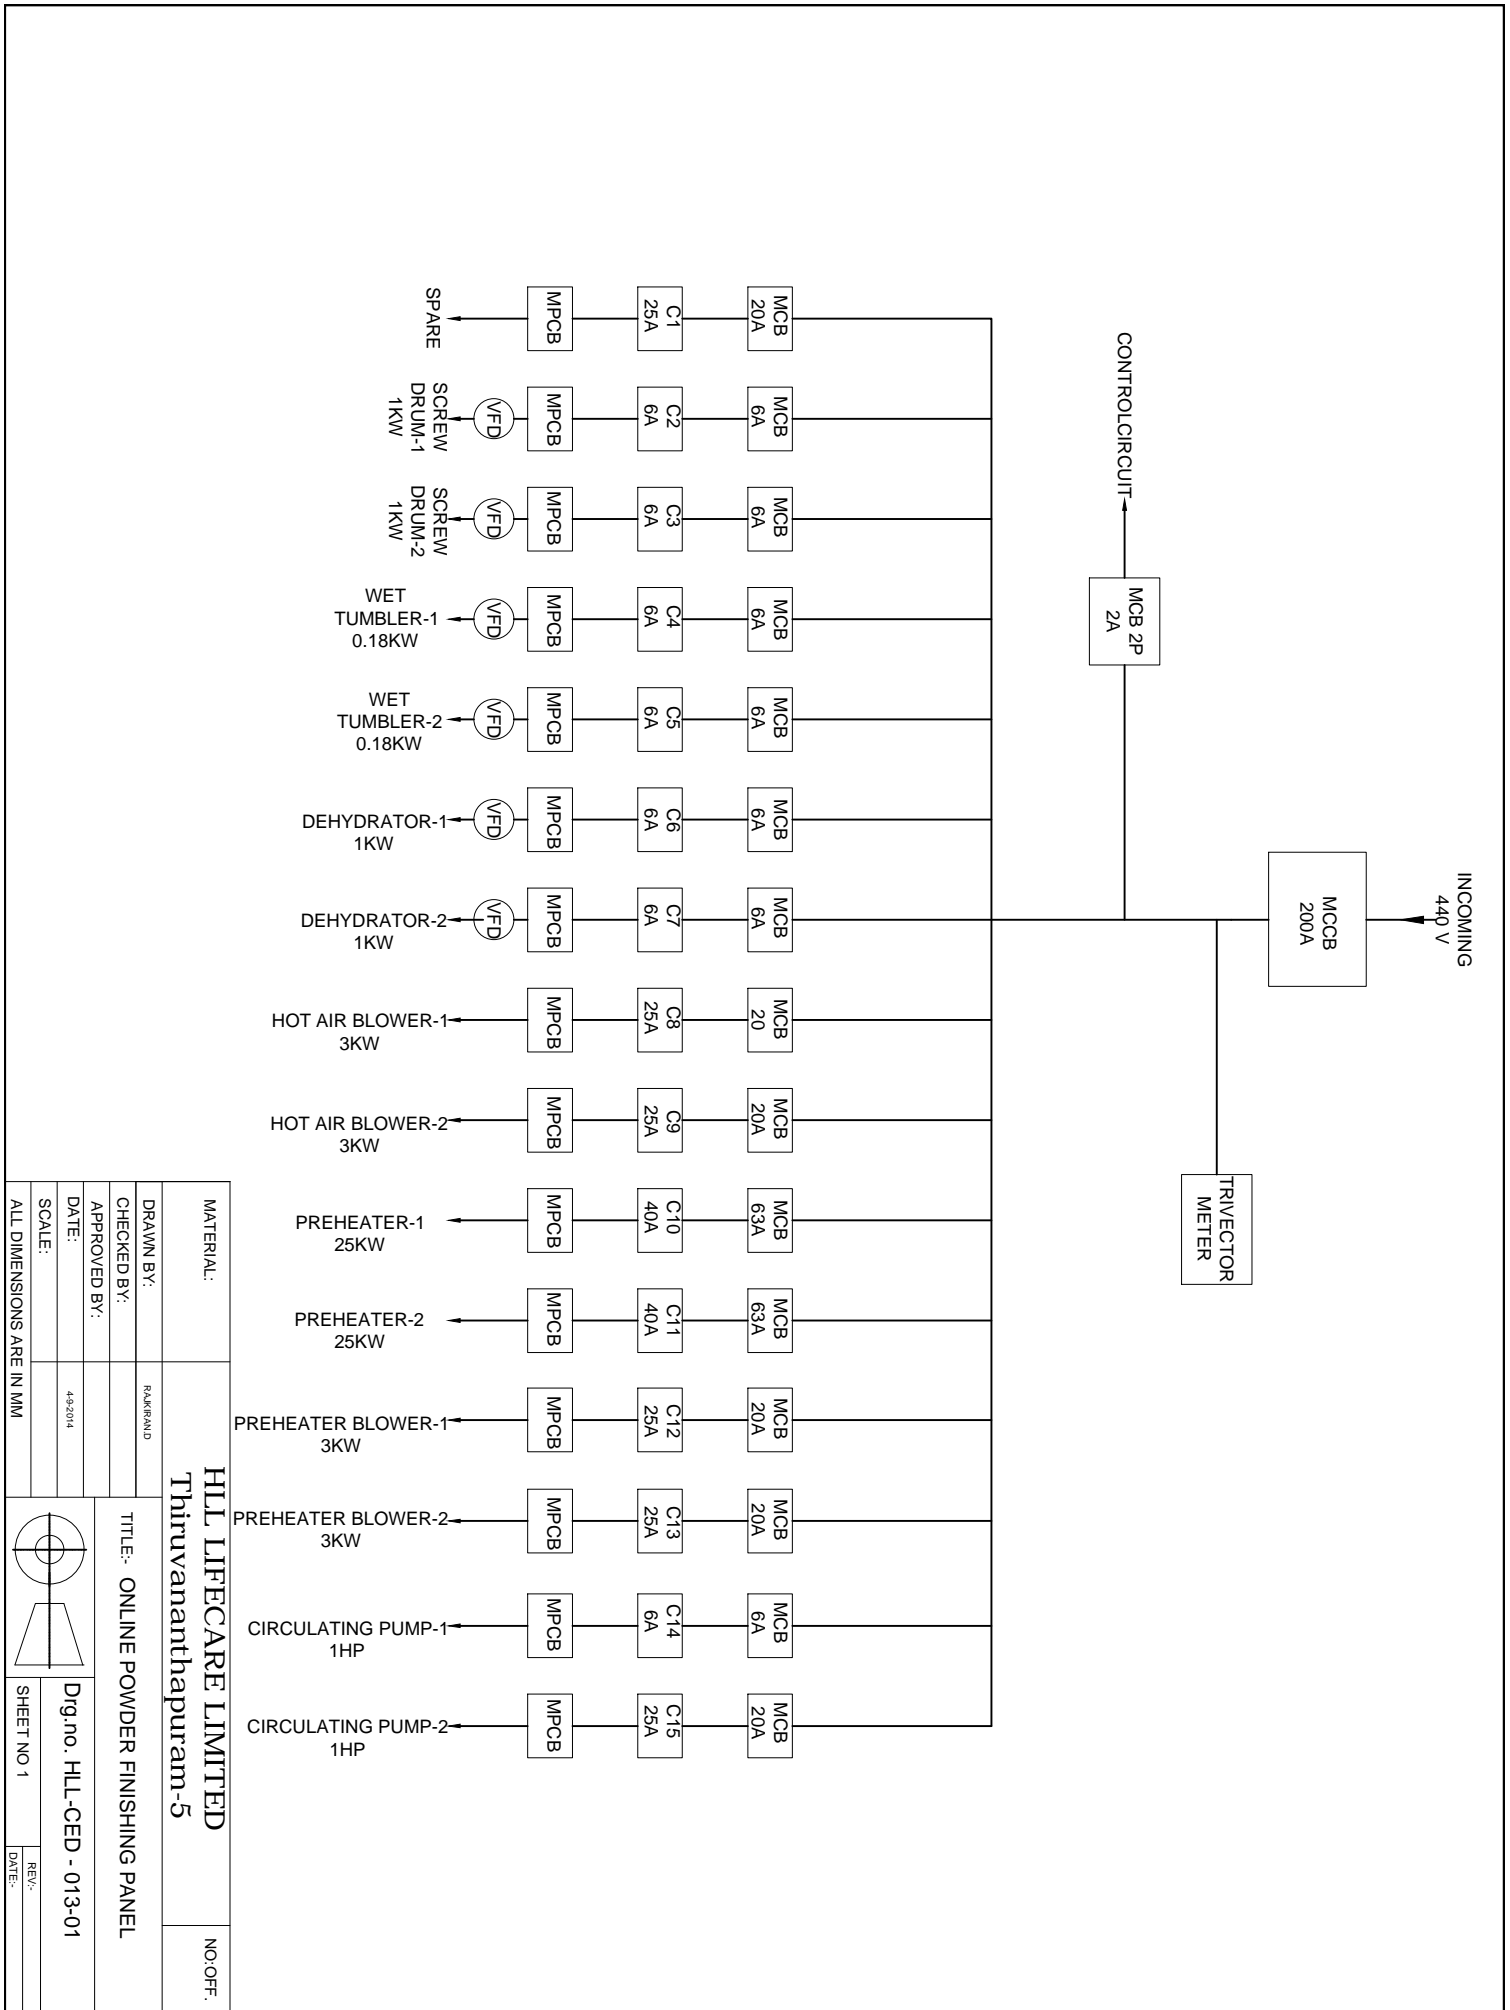 INCOMING
440 V
MCCB
200A
TRIVECTOR
METER
MCB 2P
2A
CONTROLCIRCUIT
MCB
20A
C1
25A
MPCB
SPARE
MCB
6A
C2
6A
MPCB
VFD
SCREW
DRUM-1
1KW
MCB
6A
C3
6A
MPCB
VFD
SCREW
DRUM-2
1KW
MCB
6A
C4
6A
MPCB
VFD
WET
TUMBLER-1
0.18KW
MCB
6A
C5
6A
MPCB
VFD
WET
TUMBLER-2
0.18KW
MCB
6A
C6
6A
MPCB
VFD
DEHYDRATOR-1
1KW
MCB
6A
C7
6A
MPCB
VFD
DEHYDRATOR-2
1KW
MCB
20
C8
25A
MPCB
HOT AIR BLOWER-1
3KW
MCB
20A
C9
25A
MPCB
HOT AIR BLOWER-2
3KW
MCB
63A
C10
40A
MPCB
PREHEATER-1
25KW
MCB
63A
C11
40A
MPCB
PREHEATER-2
25KW
MCB
20A
C12
25A
MPCB
PREHEATER BLOWER-1
3KW
MCB
20A
C13
25A
MPCB
PREHEATER BLOWER-2
3KW
MCB
6A
C14
6A
MPCB
CIRCULATING PUMP-1
1HP
MCB
20A
C15
25A
MPCB
CIRCULATING PUMP-2
1HP
MATERIAL:
HLL LIFECARE LIMITED
Thiruvananthapuram-5
NO:OFF.
DRAWN BY:
RAJKIRAN.D
CHECKED BY:
APPROVED BY:
DATE:
4-9-2014
SCALE:
ALL DIMENSIONS ARE IN MM
TITLE:- ONLINE POWDER FINISHING PANEL
Drg.no. HLL-CED - 013-01
SHEET NO 1
REV:-
DATE:-